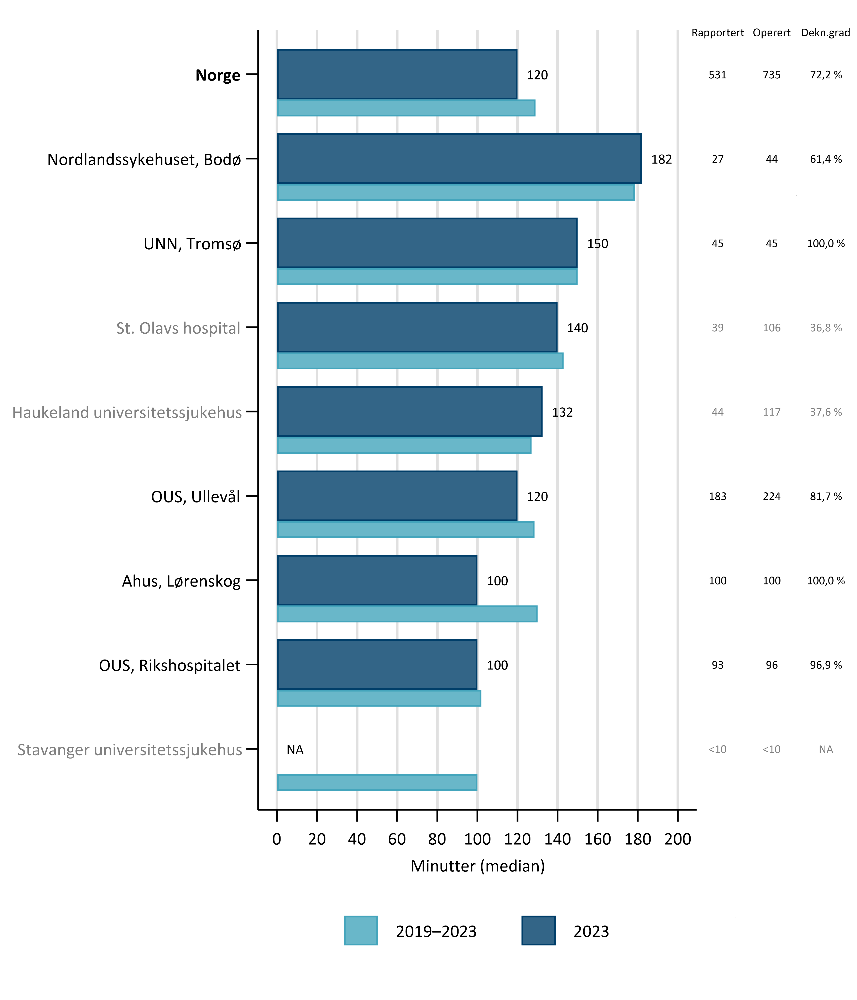 Rapportert Operert Dekn.grad
Norge 120 531 735 72,2 %
Nordlandssykehuset, Bodø 182 27 44 61,4 %
UNN, Tromsø 150 45 45 100,0 %
St. Olavs hospital 140 39 106 36,8 %
Haukeland universitetssjukehus 132 44 117 37,6 %
OUS, Ullevål 120 183 224 81,7 %
Ahus, Lørenskog 100 100 100 100,0 %
OUS, Rikshospitalet 100 93 96 96,9 %
Stavanger universitetssjukehus NA <10 <10 NA
0 20 40 60 80 100 120 140 160 180 200
Minutter (median)
2019–2023 2023